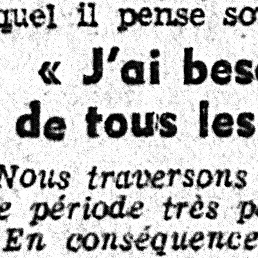 quel il pense so
« J'ai bes
de tous les
Nous traversons
e période très p
En conséquence